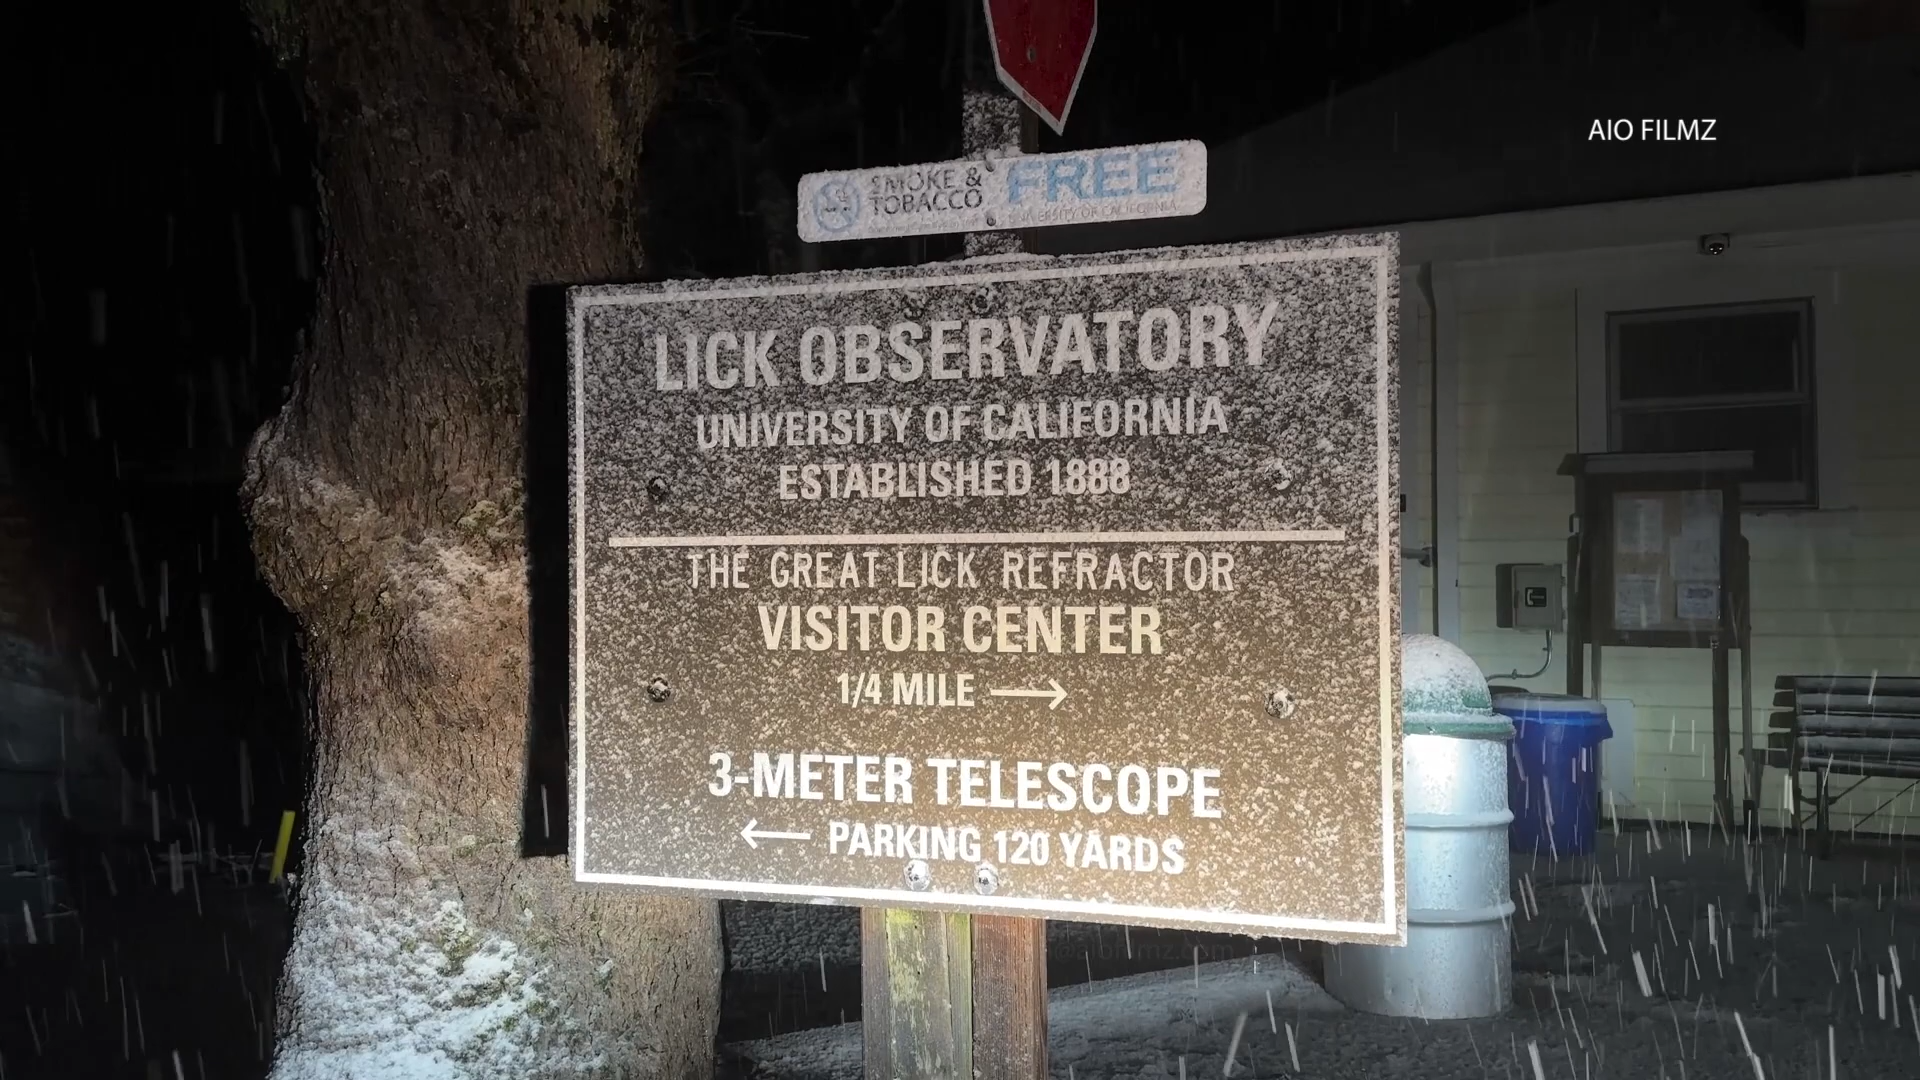 AIO FILMZ
SMOKE &
TOBACCO
FREE
UNIVERSITY OF CALIFORNIA
LICK OBSERVATORY
UNIVERSITY OF CALIFORNIA
ESTABLISHED 1888
THE GREAT LICK REFRACTOR
VISITOR CENTER
1/4 MILE →
3-METER TELESCOPE
← PARKING 120 YARDS